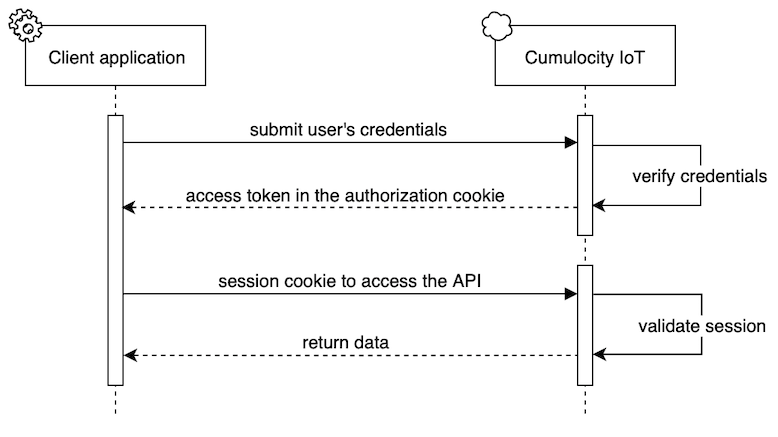 Client application
Cumulocity IoT
submit user's credentials
verify credentials
access token in the authorization cookie
session cookie to access the API
validate session
return data